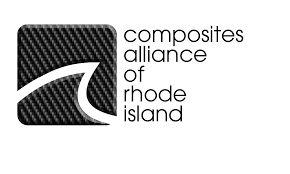 composites
alliance
of
rhode
island